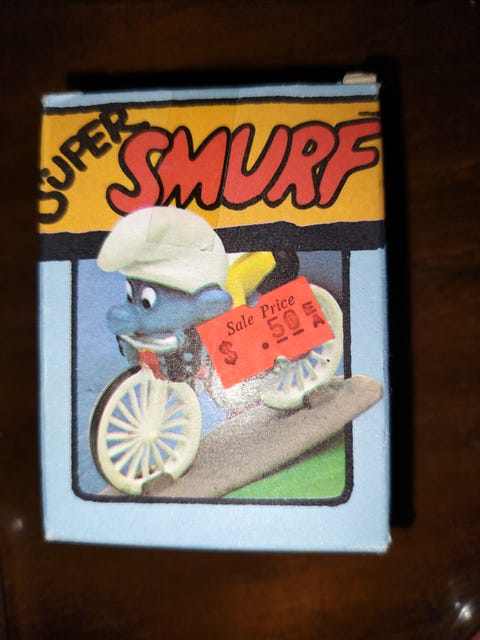 SUPER
SMURF
Sale Price
$ .50 EA